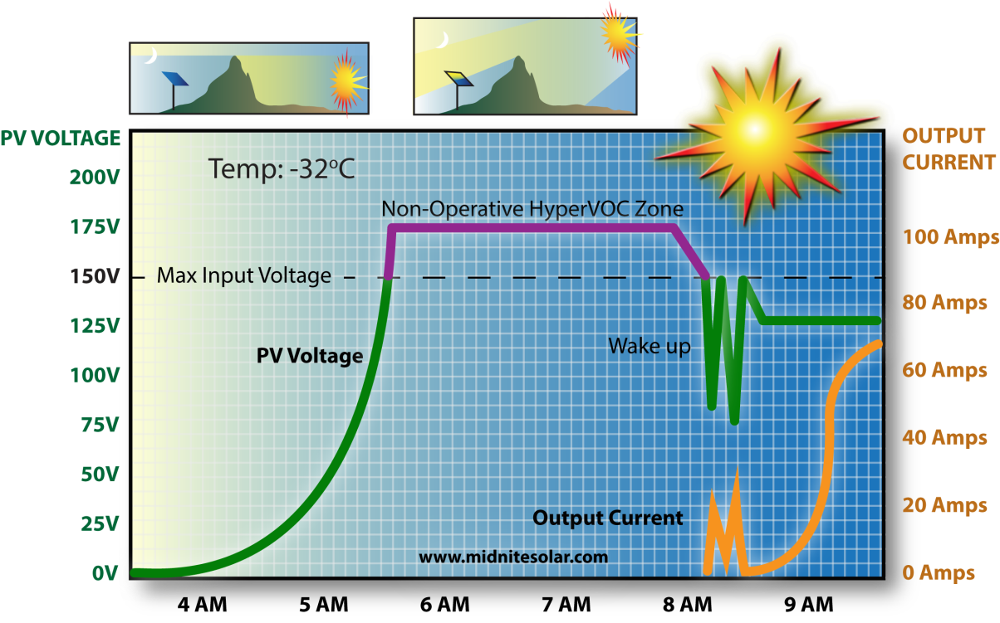 PV VOLTAGE
200V
175V
150V
125V
100V
75V
50V
25V
0V
Temp: -32°C
Non-Operative HyperVOC Zone
Max Input Voltage
PV Voltage
Wake up
Output Current
www.midnitesolar.com
OUTPUT
CURRENT
100 Amps
80 Amps
60 Amps
40 Amps
20 Amps
0 Amps
4 AM 5 AM 6 AM 7 AM 8 AM 9 AM